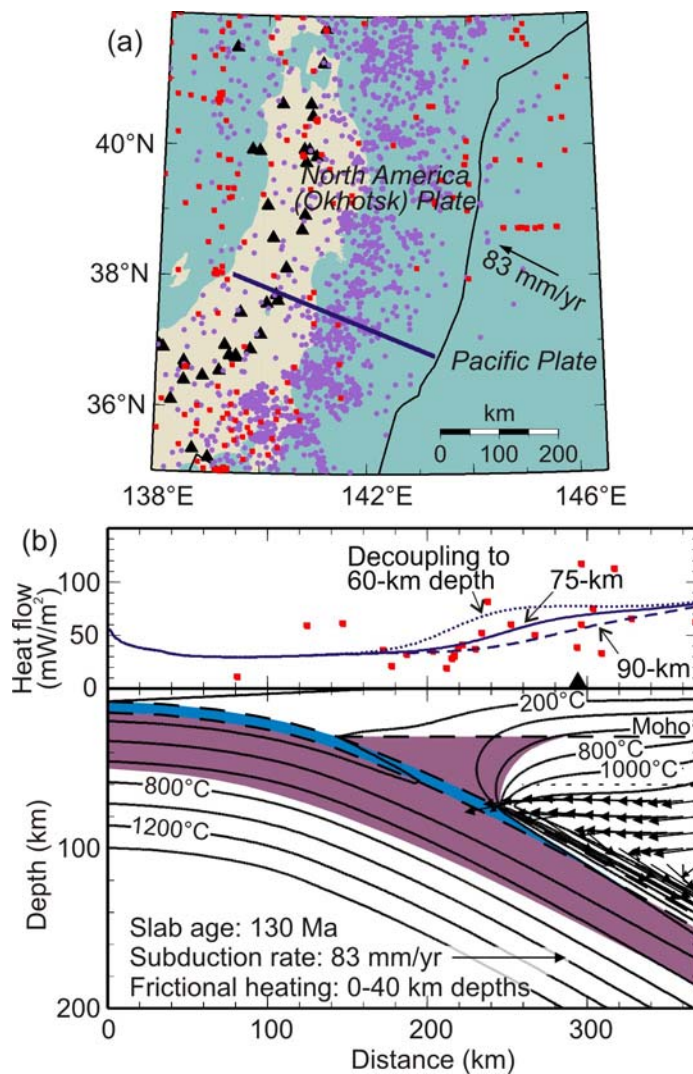 (a)
40°N
38°N
36°N
North America
(Okhotsk) Plate
83 mm/yr
Pacific Plate
km
0 100 200
138°E 142°E 146°E
(b)
Heat flow
(mW/m²)
100
0
Decoupling to
60-km depth
75-km
90-km
200°C
Moho
800°C
1000°C
800°C
1200°C
Depth (km)
0
100
200
Slab age: 130 Ma
Subduction rate: 83 mm/yr
Frictional heating: 0-40 km depths
0 100 200 300
Distance (km)